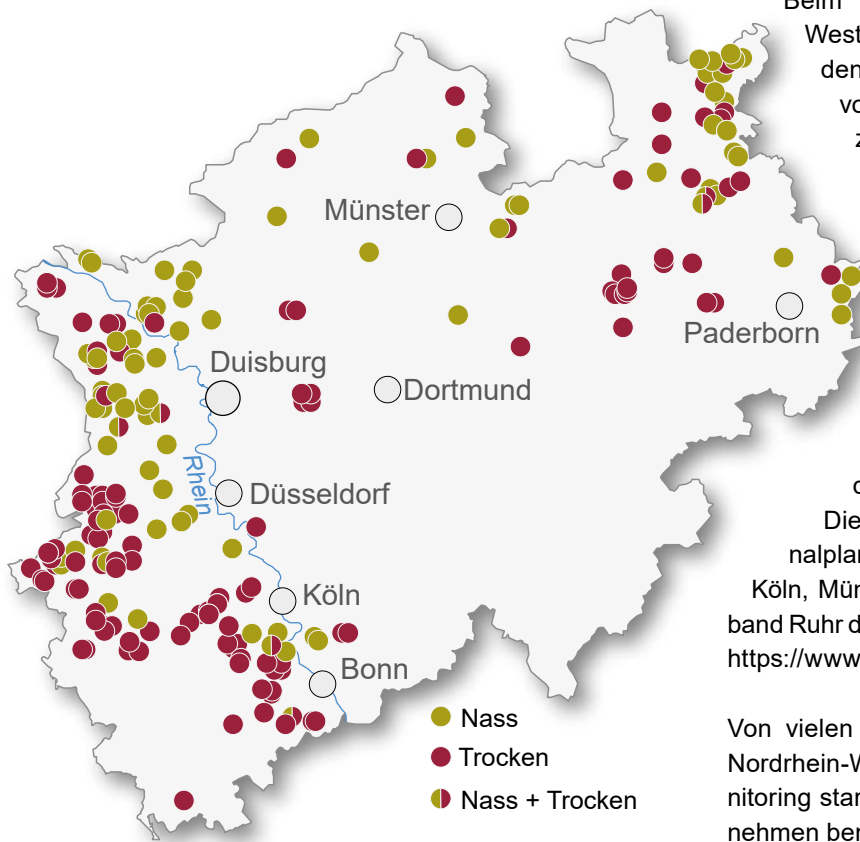 Beim
West
den
Münster
Paderborn
Duisburg
Dortmund
Rhein
Düsseldorf
Köln
Bonn
Nass
Trocken
Nass + Trocken
Die
nalplan
Köln, Mün
band Ruhr d
https://www
Von vielen
Nordrhein-W
nitoring star
nehmen ber